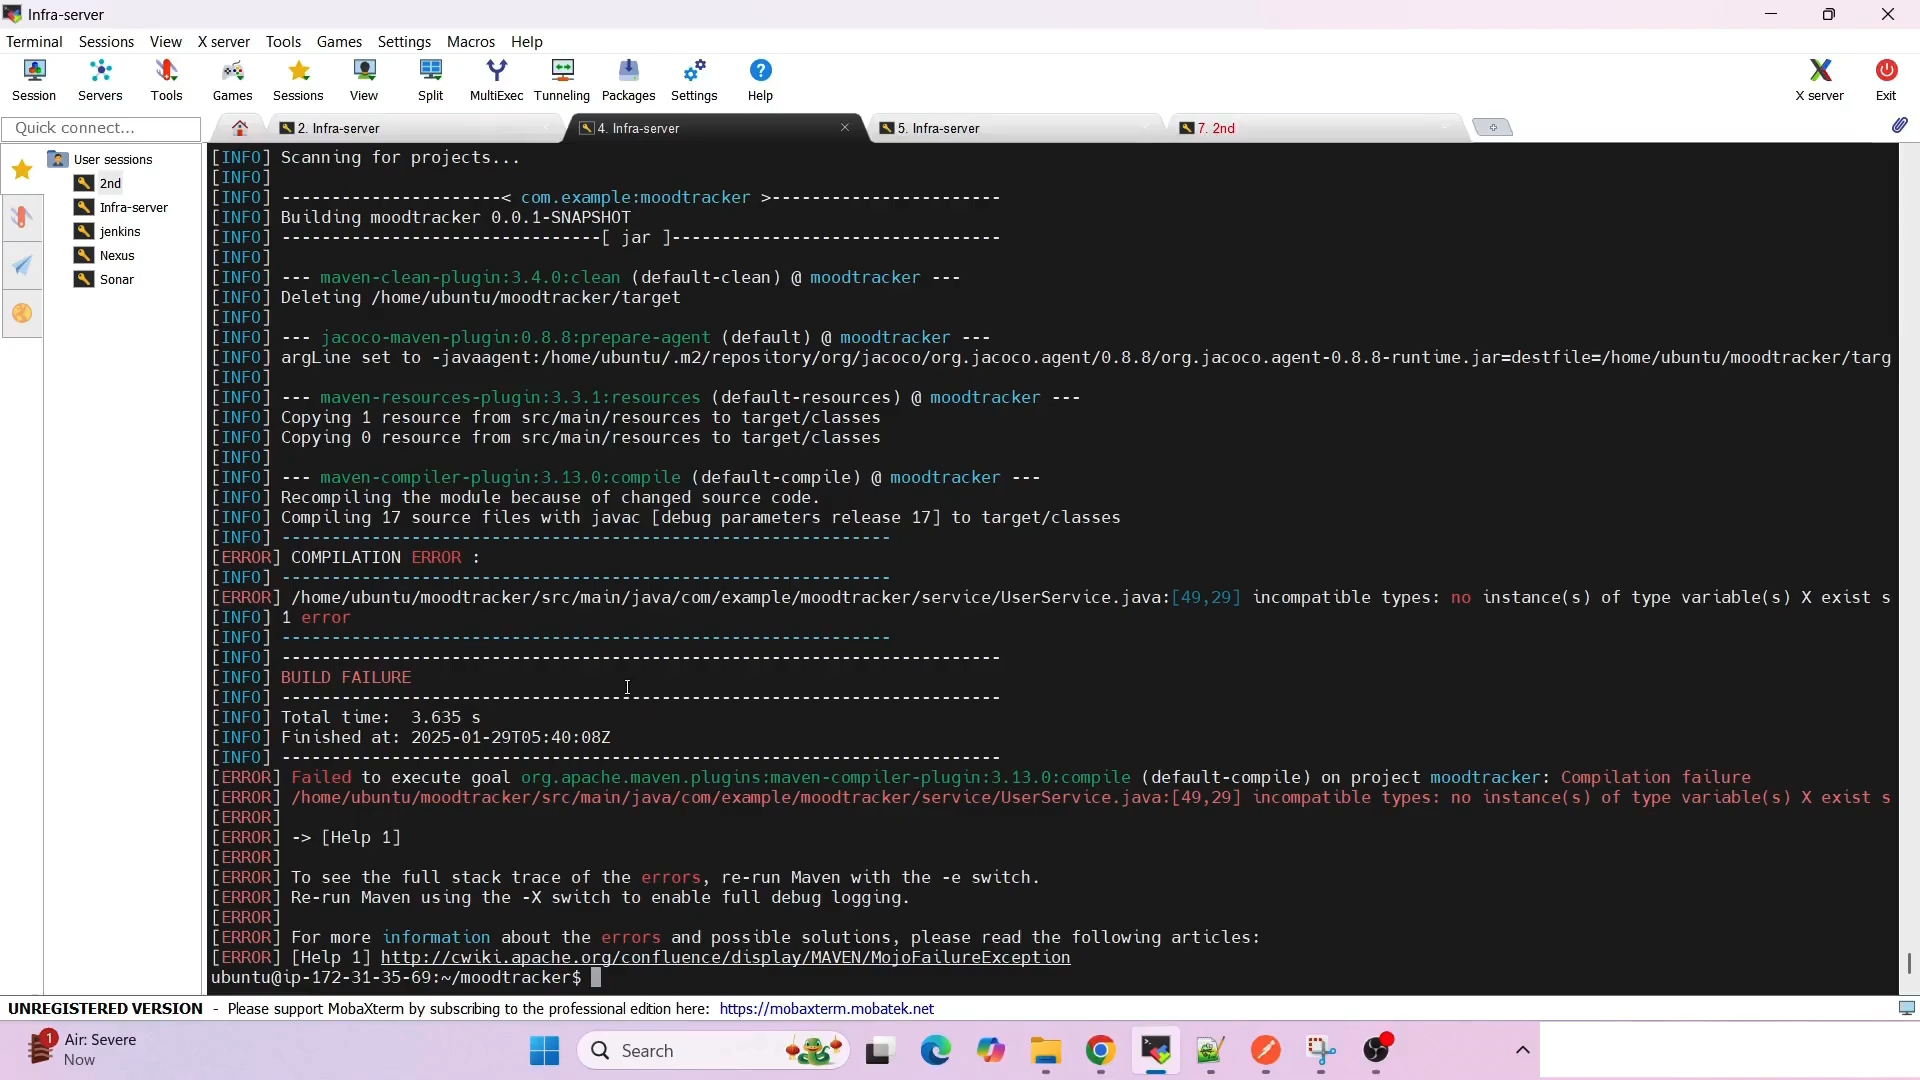 Infra-server
Terminal Sessions View X server Tools Games Settings Macros Help
Session Servers Tools Games Sessions View Split MultiExec Tunneling Packages Settings Help X server Exit
Quick connect... 2. Infra-server 4. Infra-server 5. Infra-server 7. 2nd
User sessions
2nd
Infra-server
jenkins
Nexus
Sonar
[INFO] Scanning for projects...
[INFO]
[INFO] ----------------------< com.example:moodtracker >-----------------------
[INFO] Building moodtracker 0.0.1-SNAPSHOT
[INFO] --------------------------------[ jar ]---------------------------------
[INFO]
[INFO] --- maven-clean-plugin:3.4.0:clean (default-clean) @ moodtracker ---
[INFO] Deleting /home/ubuntu/moodtracker/target
[INFO]
[INFO] --- jacoco-maven-plugin:0.8.8:prepare-agent (default) @ moodtracker ---
[INFO] argLine set to -javaagent:/home/ubuntu/.m2/repository/org/jacoco/org.jacoco.agent/0.8.8/org.jacoco.agent-0.8.8-runtime.jar=destfile=/home/ubuntu/moodtracker/targ
[INFO]
[INFO] --- maven-resources-plugin:3.3.1:resources (default-resources) @ moodtracker ---
[INFO] Copying 1 resource from src/main/resources to target/classes
[INFO] Copying 0 resource from src/main/resources to target/classes
[INFO]
[INFO] --- maven-compiler-plugin:3.13.0:compile (default-compile) @ moodtracker ---
[INFO] Recompiling the module because of changed source code.
[INFO] Compiling 17 source files with javac [debug parameters release 17] to target/classes
[INFO] -------------------------------------------------------------
[ERROR] COMPILATION ERROR :
[INFO] -------------------------------------------------------------
[ERROR] /home/ubuntu/moodtracker/src/main/java/com/example/moodtracker/service/UserService.java:[49,29] incompatible types: no instance(s) of type variable(s) X exist s
[INFO] 1 error
[INFO] -------------------------------------------------------------
[INFO] ------------------------------------------------------------------------
[INFO] BUILD FAILURE
[INFO] ------------------------------------------------------------------------
[INFO] Total time:  3.635 s
[INFO] Finished at: 2025-01-29T05:40:08Z
[INFO] ------------------------------------------------------------------------
[ERROR] Failed to execute goal org.apache.maven.plugins:maven-compiler-plugin:3.13.0:compile (default-compile) on project moodtracker: Compilation failure
[ERROR] /home/ubuntu/moodtracker/src/main/java/com/example/moodtracker/service/UserService.java:[49,29] incompatible types: no instance(s) of type variable(s) X exist s
[ERROR]
[ERROR] -> [Help 1]
[ERROR]
[ERROR] To see the full stack trace of the errors, re-run Maven with the -e switch.
[ERROR] Re-run Maven using the -X switch to enable full debug logging.
[ERROR]
[ERROR] For more information about the errors and possible solutions, please read the following articles:
[ERROR] [Help 1] http://cwiki.apache.org/confluence/display/MAVEN/MojoFailureException
ubuntu@ip-172-31-35-69:~/moodtracker$
UNREGISTERED VERSION - Please support MobaXterm by subscribing to the professional edition here: https://mobaxterm.mobatek.net
1 Air: Severe
Now
Search